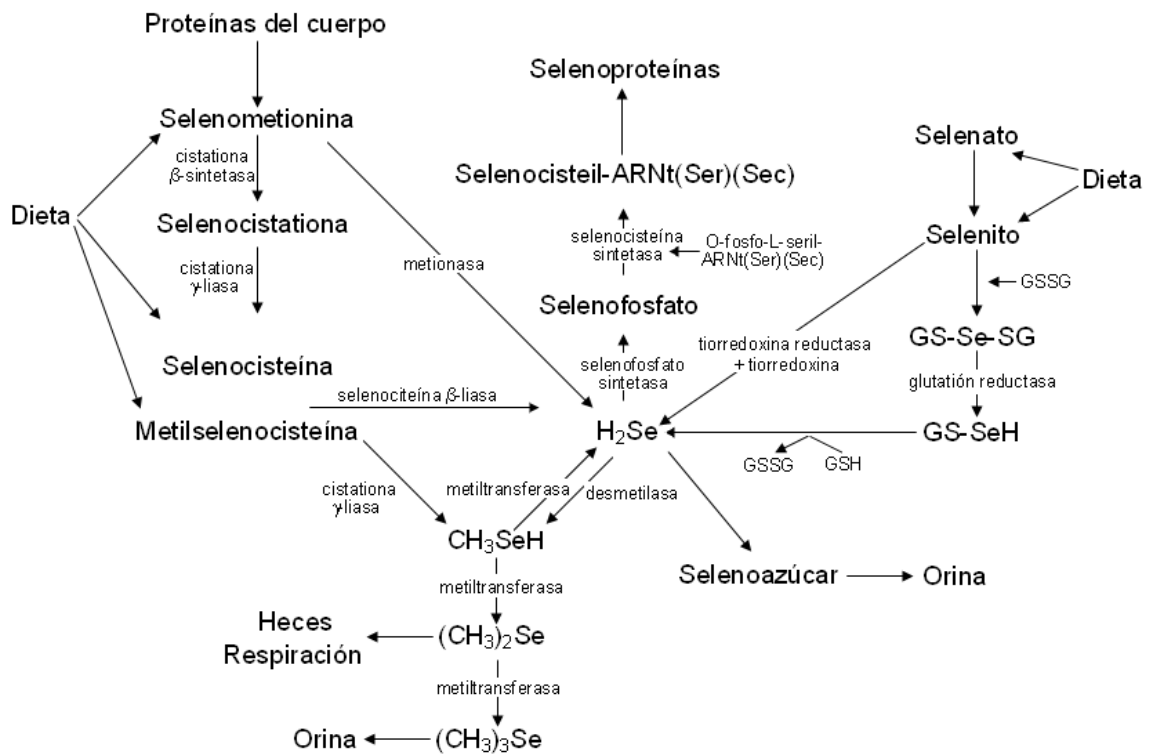 Proteínas del cuerpo
Selenoproteínas
Selenometionina
Selenato
cistationa
β-sintetasa
Selenocisteil-ARNt(Ser)(Sec)
Dieta
Dieta
Selenocistationa
selenocisteína
sintetasa
O-fosfo-L-seril-
ARNt(Ser)(Sec)
Selenito
cistationa
γ-liasa
metionasa
GSSG
Selenofosfato
tiorredoxina reductasa
+ tiorredoxina
GS-Se-SG
Selenocisteína
selenofosfato
sintetasa
glutatión reductasa
selenociteína β-liasa
Metilselenocisteína
H₂Se
GS-SeH
GSSG
GSH
cistationa
γ-liasa
metiltransferasa
desmetilasa
CH₃SeH
Selenoazúcar
Orina
metiltransferasa
Heces
Respiración
(CH₃)₂Se
metiltransferasa
Orina
(CH₃)₃Se